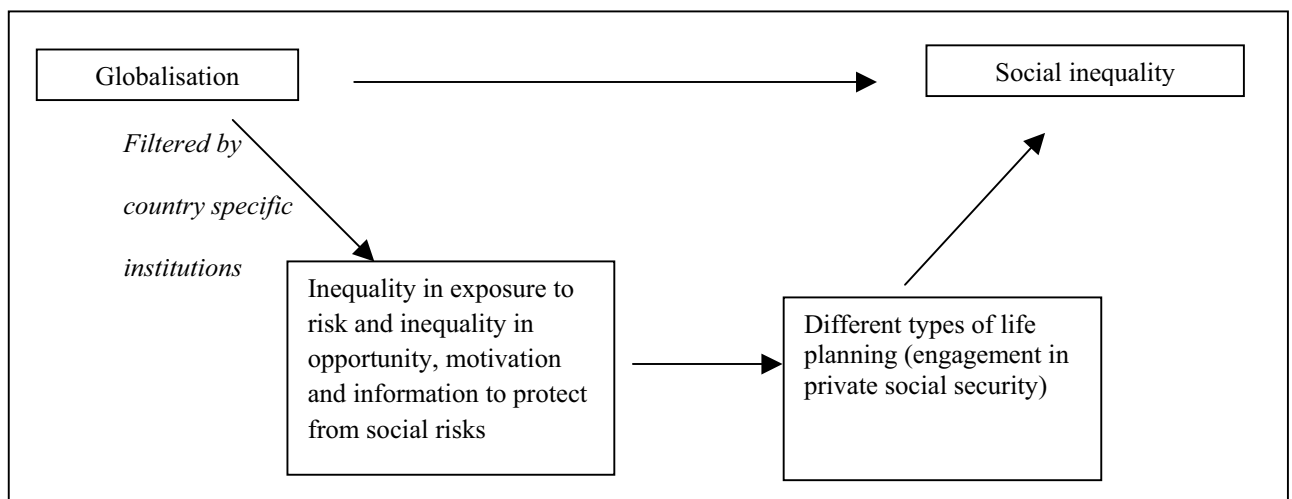 Globalisation
Social inequality
Filtered by
country specific
institutions
Inequality in exposure to
risk and inequality in
opportunity, motivation
and information to protect
from social risks
Different types of life
planning (engagement in
private social security)